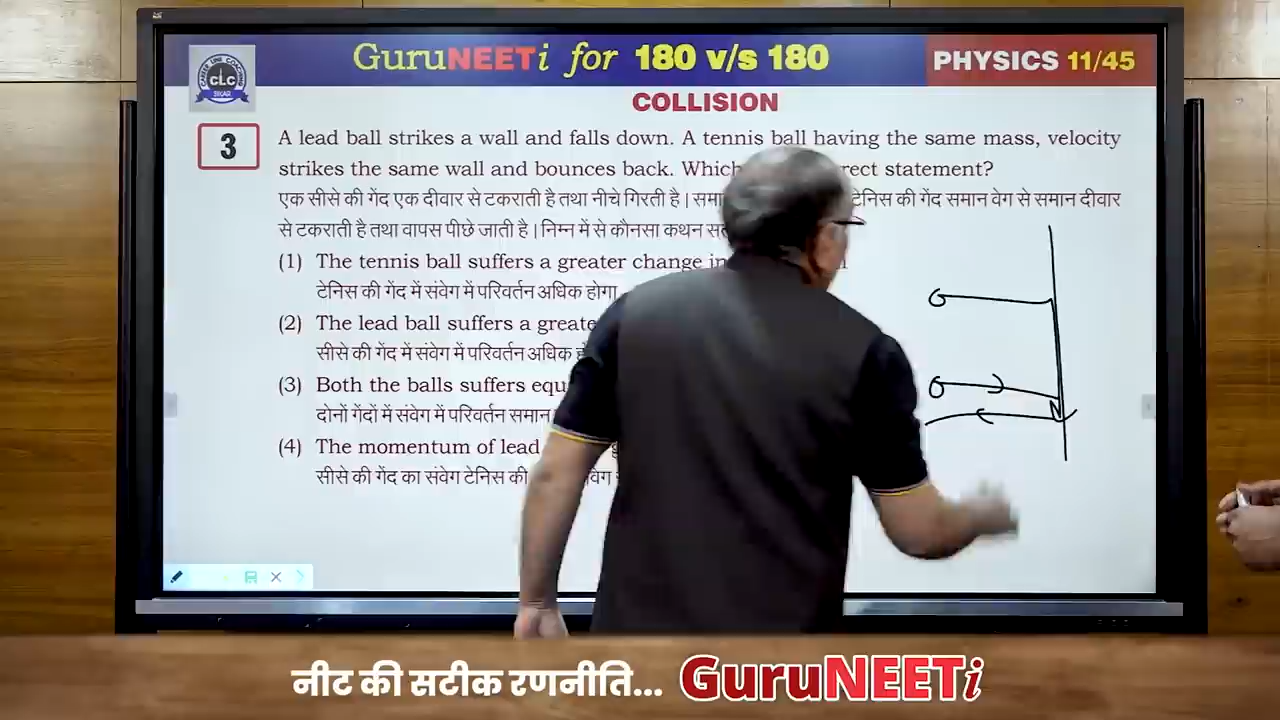 GuruNEETi for 180 v/s 180
PHYSICS 11/45
CLC
SIKAR
COLLISION
3
A lead ball strikes a wall and falls down. A tennis ball having the same mass, velocity
strikes the same wall and bounces back. Which rect statement?
एक सीसे की गेंद एक दीवार से टकराती है तथा नीचे गिरती है। टेनिस की गेंद समान वेग से समान दीवार
से टकराती है तथा वापस पीछे जाती है। निम्न में से कौनसा कथन
(1) The tennis ball suffers a greater change in
टेनिस की गेंद में संवेग में परिवर्तन अधिक होगा
(2) The lead ball suffers a
सीसे की गेंद में संवेग में परिवर्तन अधिक
(3) Both the balls suffers
दोनों गेंदों में संवेग में परिवर्तन समान
(4) The momentum of lead
सीसे की गेंद का संवेग टेनिस की
नीट की सटीक रणनीति... GuruNEETi